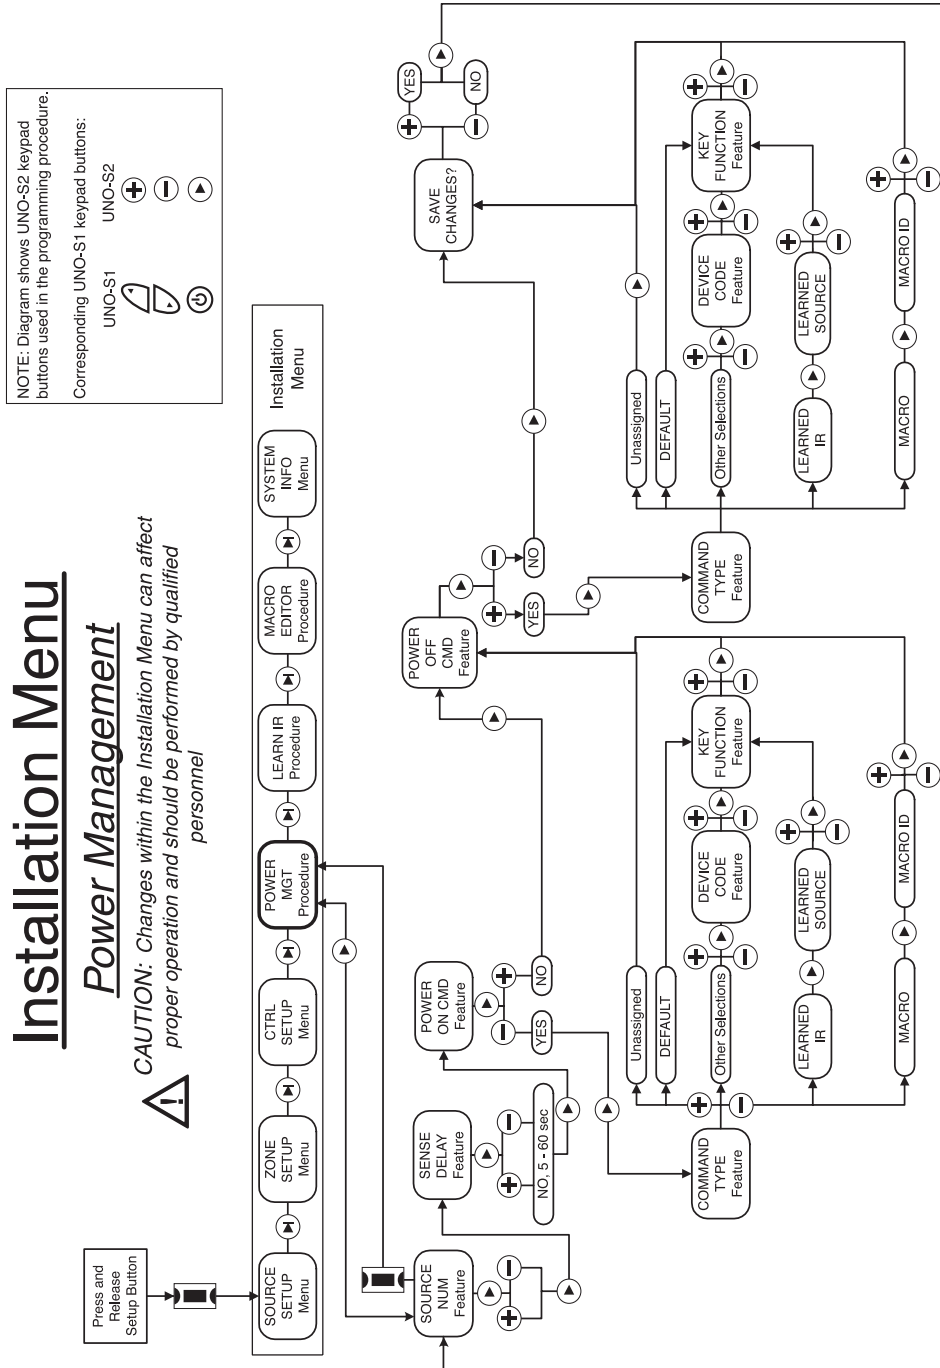 Installation Menu
Power Management
CAUTION: Changes within the Installation Menu can affect
proper operation and should be performed by qualified
personnel
NOTE: Diagram shows UNO-S2 keypad
buttons used in the programming procedure.
Corresponding UNO-S1 keypad buttons:
UNO-S1
UNO-S2
Press and
Release
Setup Button
SOURCE
SETUP
Menu
ZONE
SETUP
Menu
CTRL
SETUP
Menu
POWER
MGT
Procedure
LEARN IR
Procedure
MACRO
EDITOR
Procedure
SYSTEM
INFO
Menu
Installation
Menu
SOURCE
NUM
Feature
SENSE
DELAY
Feature
NO, 5 - 60 sec
POWER
ON CMD
Feature
YES
NO
POWER
OFF
CMD
Feature
YES
NO
SAVE
CHANGES?
YES
NO
COMMAND
TYPE
Feature
Unassigned
DEFAULT
Other Selections
DEVICE
CODE
Feature
KEY
FUNCTION
Feature
LEARNED
IR
LEARNED
SOURCE
MACRO
MACRO ID
COMMAND
TYPE
Feature
Unassigned
DEFAULT
Other Selections
DEVICE
CODE
Feature
KEY
FUNCTION
Feature
LEARNED
IR
LEARNED
SOURCE
MACRO
MACRO ID